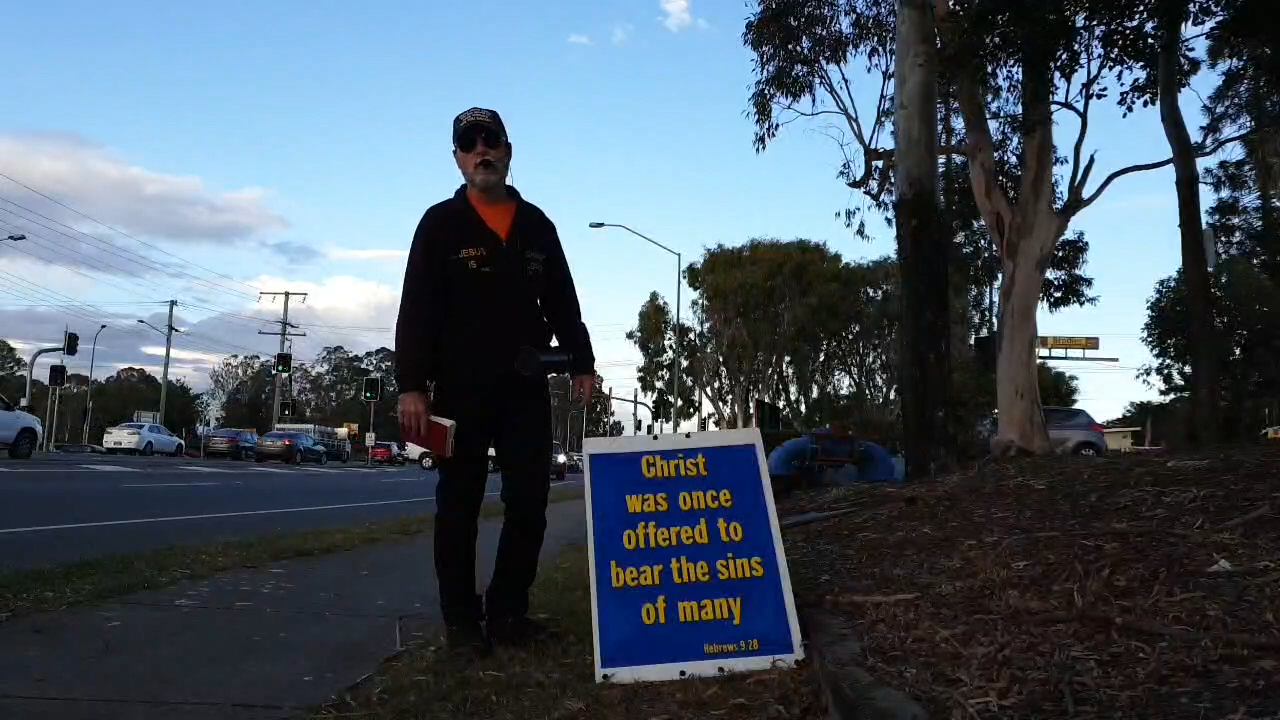 JESUS
IS
Christ
was once
offered to
bear the sins
of many
Hebrews 9:28